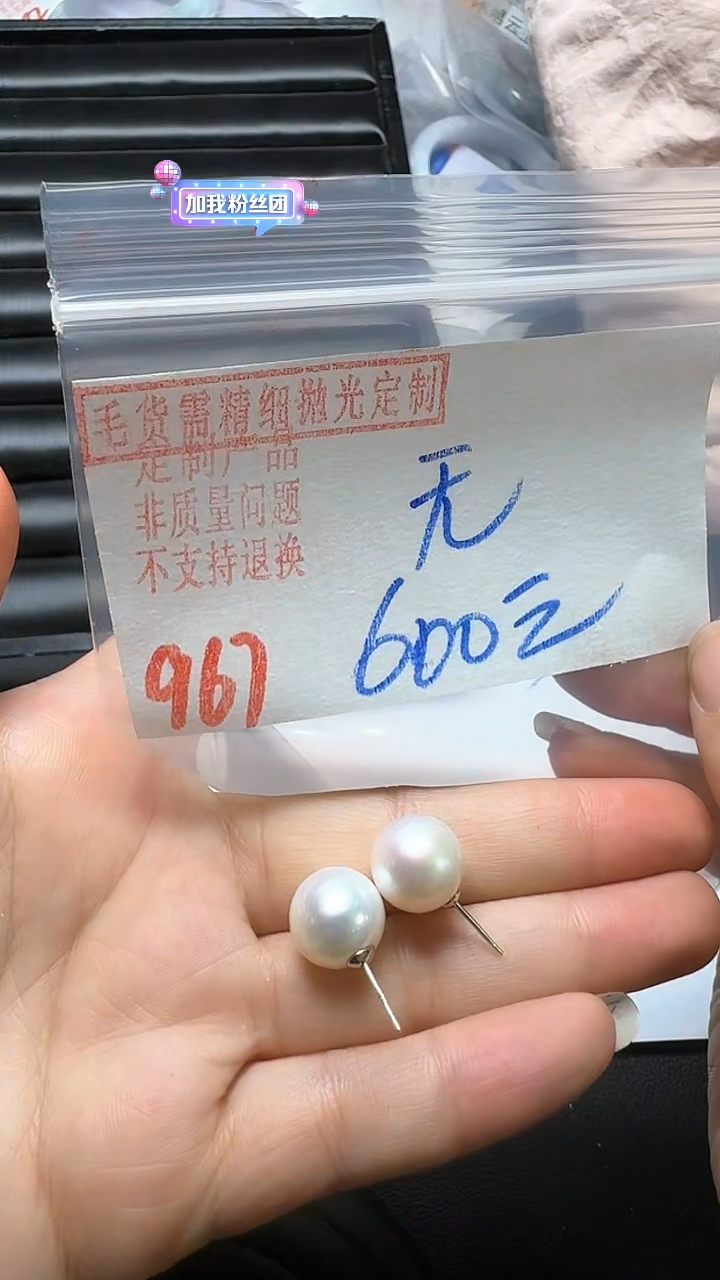 加我粉丝团
毛货需精细抛光定制
定制产品
非质量问题
不支持退换
无
600元
967